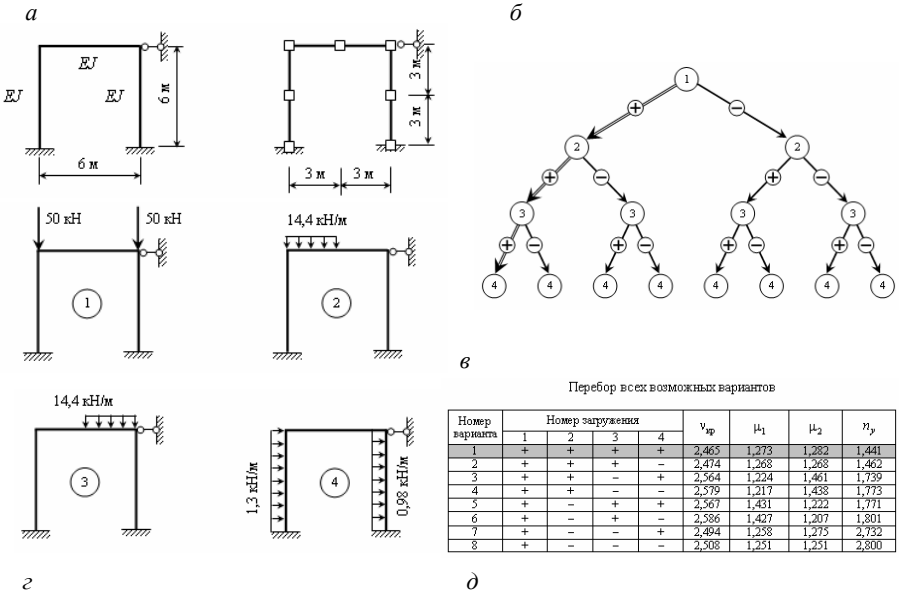 а
б
EJ
EJ
EJ
6 м
6 м
3 м
3 м
3 м
3 м
50 кН
50 кН
1
14,4 кН/м
2
14,4 кН/м
3
1,3 кН/м
4
0,98 кН/м
1
+ −
2 2
+ − + −
3 3 3 3
+ − + − + − + −
4 4 4 4 4 4 4 4
в
Перебор всех возможных вариантов
Номер варианта Номер загружения νкр μ1 μ2 nу
1 2 3 4
1 + + + + 2,465 1,273 1,282 1,441
2 + + + − 2,474 1,268 1,268 1,462
3 + + − + 2,564 1,224 1,461 1,739
4 + + − − 2,579 1,217 1,438 1,773
5 + − + + 2,567 1,431 1,222 1,771
6 + − + − 2,586 1,427 1,207 1,801
7 + − − + 2,494 1,258 1,275 2,732
8 + − − − 2,508 1,251 1,251 2,800
г
д